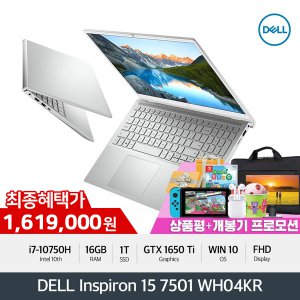 DELL
최종혜택가
1,619,000원
상품평+개봉기 프로모션
i7-10750H
Intel 10th
16GB
RAM
1T
SSD
GTX 1650 Ti
Graphics
WIN 10
OS
FHD
Display
DELL Inspiron 15 7501 WH04KR